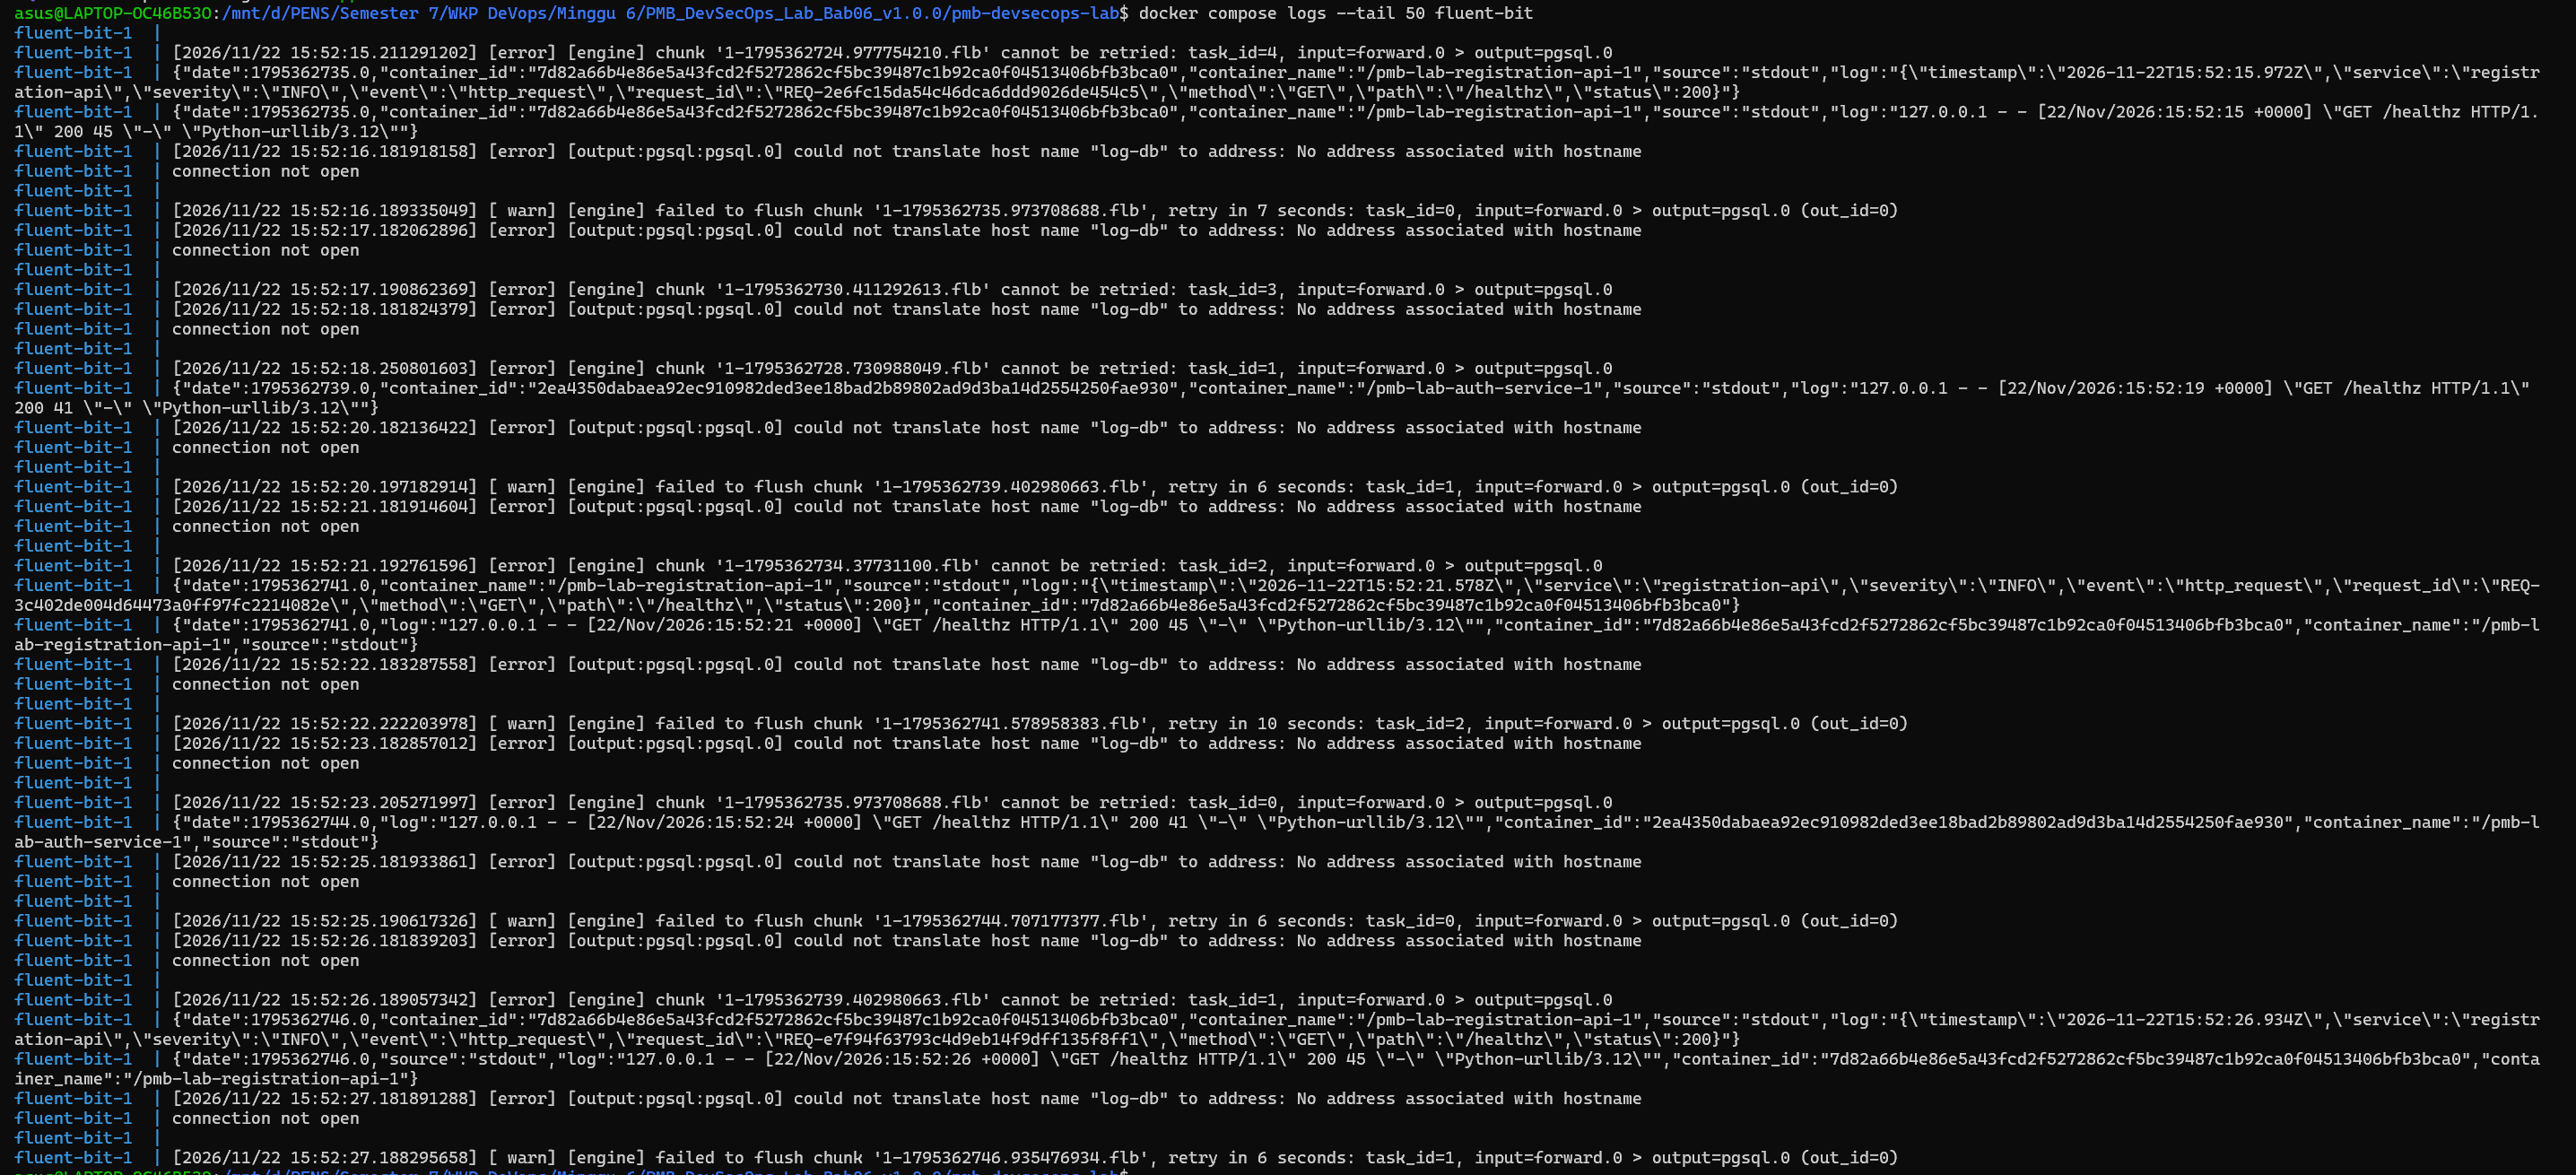 asus@LAPTOP-OC46B530:/mnt/d/PENS/Semester 7/WKP DeVops/Minggu 6/PMB_DevSecOps_Lab_Bab06_v1.0.0/pmb-devsecops-lab$ docker compose logs --tail 50 fluent-bit
fluent-bit-1  |
fluent-bit-1  | [2026/11/22 15:52:15.211291202] [error] [engine] chunk '1-1795362724.977754210.flb' cannot be retried: task_id=4, input=forward.0 > output=pgsql.0
fluent-bit-1  | {"date":1795362735.0,"container_id":"7d82a66b4e86e5a43fcd2f5272862cf5bc39487c1b92ca0f04513406bfb3bca0","container_name":"/pmb-lab-registration-api-1","source":"stdout","log":"{\"timestamp\":\"2026-11-22T15:52:15.972Z\",\"service\":\"registr
ation-api\",\"severity\":\"INFO\",\"event\":\"http_request\",\"request_id\":\"REQ-2e6fc15da54c46dca6ddd9026de454c5\",\"method\":\"GET\",\"path\":\"/healthz\",\"status\":200}"}
fluent-bit-1  | {"date":1795362735.0,"container_id":"7d82a66b4e86e5a43fcd2f5272862cf5bc39487c1b92ca0f04513406bfb3bca0","container_name":"/pmb-lab-registration-api-1","source":"stdout","log":"127.0.0.1 - - [22/Nov/2026:15:52:15 +0000] \"GET /healthz HTTP/1.
1\" 200 45 \"-\" \"Python-urllib/3.12\""}
fluent-bit-1  | [2026/11/22 15:52:16.181918158] [error] [output:pgsql:pgsql.0] could not translate host name "log-db" to address: No address associated with hostname
fluent-bit-1  | connection not open
fluent-bit-1  |
fluent-bit-1  | [2026/11/22 15:52:16.189335049] [ warn] [engine] failed to flush chunk '1-1795362735.973708688.flb', retry in 7 seconds: task_id=0, input=forward.0 > output=pgsql.0 (out_id=0)
fluent-bit-1  | [2026/11/22 15:52:17.182062896] [error] [output:pgsql:pgsql.0] could not translate host name "log-db" to address: No address associated with hostname
fluent-bit-1  | connection not open
fluent-bit-1  |
fluent-bit-1  | [2026/11/22 15:52:17.190862369] [error] [engine] chunk '1-1795362730.411292613.flb' cannot be retried: task_id=3, input=forward.0 > output=pgsql.0
fluent-bit-1  | [2026/11/22 15:52:18.181824379] [error] [output:pgsql:pgsql.0] could not translate host name "log-db" to address: No address associated with hostname
fluent-bit-1  | connection not open
fluent-bit-1  |
fluent-bit-1  | [2026/11/22 15:52:18.250801603] [error] [engine] chunk '1-1795362728.730988049.flb' cannot be retried: task_id=1, input=forward.0 > output=pgsql.0
fluent-bit-1  | {"date":1795362739.0,"container_id":"2ea4350dabaea92ec910982ded3ee18bad2b89802ad9d3ba14d2554250fae930","container_name":"/pmb-lab-auth-service-1","source":"stdout","log":"127.0.0.1 - - [22/Nov/2026:15:52:19 +0000] \"GET /healthz HTTP/1.1\"
200 41 \"-\" \"Python-urllib/3.12\""}
fluent-bit-1  | [2026/11/22 15:52:20.182136422] [error] [output:pgsql:pgsql.0] could not translate host name "log-db" to address: No address associated with hostname
fluent-bit-1  | connection not open
fluent-bit-1  |
fluent-bit-1  | [2026/11/22 15:52:20.197182914] [ warn] [engine] failed to flush chunk '1-1795362739.402980663.flb', retry in 6 seconds: task_id=1, input=forward.0 > output=pgsql.0 (out_id=0)
fluent-bit-1  | [2026/11/22 15:52:21.181914604] [error] [output:pgsql:pgsql.0] could not translate host name "log-db" to address: No address associated with hostname
fluent-bit-1  | connection not open
fluent-bit-1  |
fluent-bit-1  | [2026/11/22 15:52:21.192761596] [error] [engine] chunk '1-1795362734.37731100.flb' cannot be retried: task_id=2, input=forward.0 > output=pgsql.0
fluent-bit-1  | {"date":1795362741.0,"container_name":"/pmb-lab-registration-api-1","source":"stdout","log":"{\"timestamp\":\"2026-11-22T15:52:21.578Z\",\"service\":\"registration-api\",\"severity\":\"INFO\",\"event\":\"http_request\",\"request_id\":\"REQ-
3c402de004d64473a0ff97fc2214082e\",\"method\":\"GET\",\"path\":\"/healthz\",\"status\":200}","container_id":"7d82a66b4e86e5a43fcd2f5272862cf5bc39487c1b92ca0f04513406bfb3bca0"}
fluent-bit-1  | {"date":1795362741.0,"log":"127.0.0.1 - - [22/Nov/2026:15:52:21 +0000] \"GET /healthz HTTP/1.1\" 200 45 \"-\" \"Python-urllib/3.12\"","container_id":"7d82a66b4e86e5a43fcd2f5272862cf5bc39487c1b92ca0f04513406bfb3bca0","container_name":"/pmb-l
ab-registration-api-1","source":"stdout"}
fluent-bit-1  | [2026/11/22 15:52:22.183287558] [error] [output:pgsql:pgsql.0] could not translate host name "log-db" to address: No address associated with hostname
fluent-bit-1  | connection not open
fluent-bit-1  |
fluent-bit-1  | [2026/11/22 15:52:22.222203978] [ warn] [engine] failed to flush chunk '1-1795362741.578958383.flb', retry in 10 seconds: task_id=2, input=forward.0 > output=pgsql.0 (out_id=0)
fluent-bit-1  | [2026/11/22 15:52:23.182857012] [error] [output:pgsql:pgsql.0] could not translate host name "log-db" to address: No address associated with hostname
fluent-bit-1  | connection not open
fluent-bit-1  |
fluent-bit-1  | [2026/11/22 15:52:23.205271997] [error] [engine] chunk '1-1795362735.973708688.flb' cannot be retried: task_id=0, input=forward.0 > output=pgsql.0
fluent-bit-1  | {"date":1795362744.0,"log":"127.0.0.1 - - [22/Nov/2026:15:52:24 +0000] \"GET /healthz HTTP/1.1\" 200 41 \"-\" \"Python-urllib/3.12\"","container_id":"2ea4350dabaea92ec910982ded3ee18bad2b89802ad9d3ba14d2554250fae930","container_name":"/pmb-l
ab-auth-service-1","source":"stdout"}
fluent-bit-1  | [2026/11/22 15:52:25.181933861] [error] [output:pgsql:pgsql.0] could not translate host name "log-db" to address: No address associated with hostname
fluent-bit-1  | connection not open
fluent-bit-1  |
fluent-bit-1  | [2026/11/22 15:52:25.190617326] [ warn] [engine] failed to flush chunk '1-1795362744.707177377.flb', retry in 6 seconds: task_id=0, input=forward.0 > output=pgsql.0 (out_id=0)
fluent-bit-1  | [2026/11/22 15:52:26.181839203] [error] [output:pgsql:pgsql.0] could not translate host name "log-db" to address: No address associated with hostname
fluent-bit-1  | connection not open
fluent-bit-1  |
fluent-bit-1  | [2026/11/22 15:52:26.189057342] [error] [engine] chunk '1-1795362739.402980663.flb' cannot be retried: task_id=1, input=forward.0 > output=pgsql.0
fluent-bit-1  | {"date":1795362746.0,"container_id":"7d82a66b4e86e5a43fcd2f5272862cf5bc39487c1b92ca0f04513406bfb3bca0","container_name":"/pmb-lab-registration-api-1","source":"stdout","log":"{\"timestamp\":\"2026-11-22T15:52:26.934Z\",\"service\":\"registr
ation-api\",\"severity\":\"INFO\",\"event\":\"http_request\",\"request_id\":\"REQ-e7f94f63793c4d9eb14f9dff135f8ff1\",\"method\":\"GET\",\"path\":\"/healthz\",\"status\":200}"}
fluent-bit-1  | {"date":1795362746.0,"source":"stdout","log":"127.0.0.1 - - [22/Nov/2026:15:52:26 +0000] \"GET /healthz HTTP/1.1\" 200 45 \"-\" \"Python-urllib/3.12\"","container_id":"7d82a66b4e86e5a43fcd2f5272862cf5bc39487c1b92ca0f04513406bfb3bca0","conta
iner_name":"/pmb-lab-registration-api-1"}
fluent-bit-1  | [2026/11/22 15:52:27.181891288] [error] [output:pgsql:pgsql.0] could not translate host name "log-db" to address: No address associated with hostname
fluent-bit-1  | connection not open
fluent-bit-1  |
fluent-bit-1  | [2026/11/22 15:52:27.188295658] [ warn] [engine] failed to flush chunk '1-1795362746.935476934.flb', retry in 6 seconds: task_id=1, input=forward.0 > output=pgsql.0 (out_id=0)